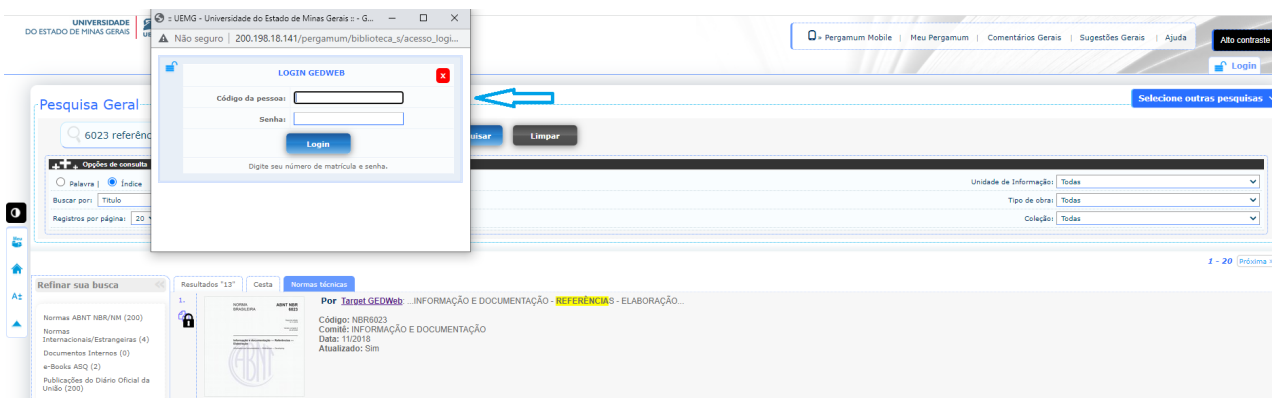 UNIVERSIDADE
DO ESTADO DE MINAS GERAIS
:: UEMG - Universidade do Estado de Minas Gerais :: - G...
Não seguro | 200.198.18.141/pergamum/biblioteca_s/acesso_logi...
LOGIN GEDWEB
x
Código da pessoa:
Senha:
Login
Digite seu número de matrícula e senha.
» Pergamum Mobile | Meu Pergamum | Comentários Gerais | Sugestões Gerais | Ajuda
Alto contraste
Login
Pesquisa Geral
Selecione outras pesquisas
6023 referênc
uisar
Limpar
Opções de consulta
Palavra | Índice
Buscar por: Título
Registros por página: 20
Unidade de Informação: Todas
Tipo de obra: Todas
Coleção: Todas
1 - 20 Próxima
Refinar sua busca
Normas ABNT NBR/NM (200)
Normas
Internacionais/Estrangeiras (4)
Documentos Internos (0)
e-Books ASQ (2)
Publicações do Diário Oficial da
União (200)
Resultados "13" Cesta Normas técnicas
1.
NORMA BRASILEIRA
ABNT NBR 6023
ABNT
Por Target GEDWeb: ...INFORMAÇÃO E DOCUMENTAÇÃO - REFERÊNCIAS - ELABORAÇÃO...
Código: NBR6023
Comitê: INFORMAÇÃO E DOCUMENTAÇÃO
Data: 11/2018
Atualizado: Sim
A±